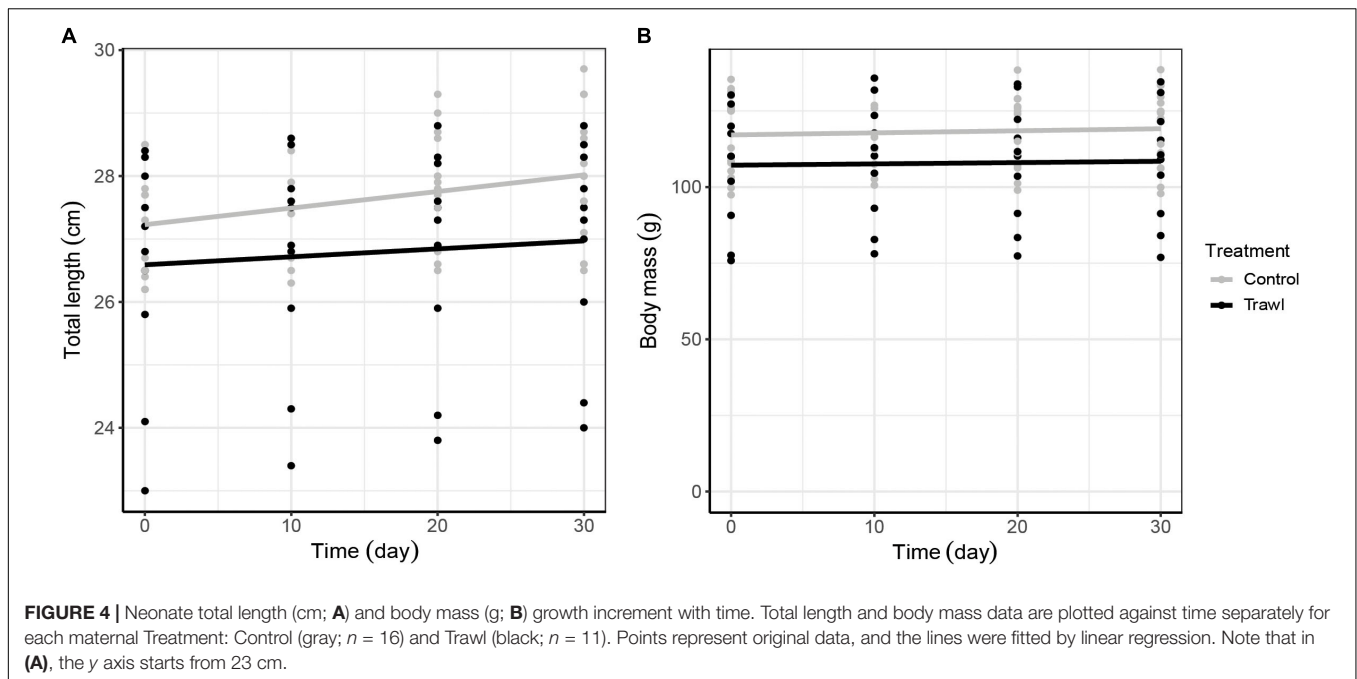 A
30
28
26
24
Total length (cm)
0 10 20 30
Time (day)
B
100
50
0
Body mass (g)
0 10 20 30
Time (day)
Treatment
Control
Trawl
FIGURE 4 | Neonate total length (cm; A) and body mass (g; B) growth increment with time. Total length and body mass data are plotted against time separately for
each maternal Treatment: Control (gray; n = 16) and Trawl (black; n = 11). Points represent original data, and the lines were fitted by linear regression. Note that in
(A), the y axis starts from 23 cm.